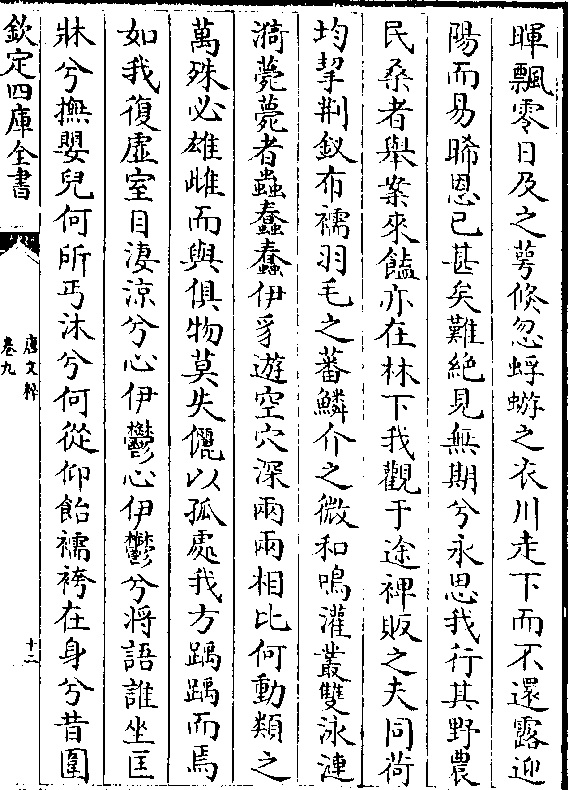 暉飄零日及之萼倏忽蜉蝣之衣川走下而不還露迎
陽而易晞恩已甚矣難絶見無期兮永思我行其野農
民桑者舉案來饁亦在林下我觀于途裨販之夫同荷
均挈荆釵布襦羽毛之蕃鱗介之微和鳴灌叢雙泳漣
漪薨薨者蟲蠢蠢伊豸遊空穴深兩兩相比何動類之
萬殊必雄雌而與俱物莫失儷以孤處我方踽踽而焉
如我復虛室目淒涼兮心伊鬱心伊鬱兮將語誰坐匡
牀兮撫嬰兒何所丐沐兮何從仰飴襦袴在身兮昔圍
欽定四庫全書
唐文粹
卷九
十二